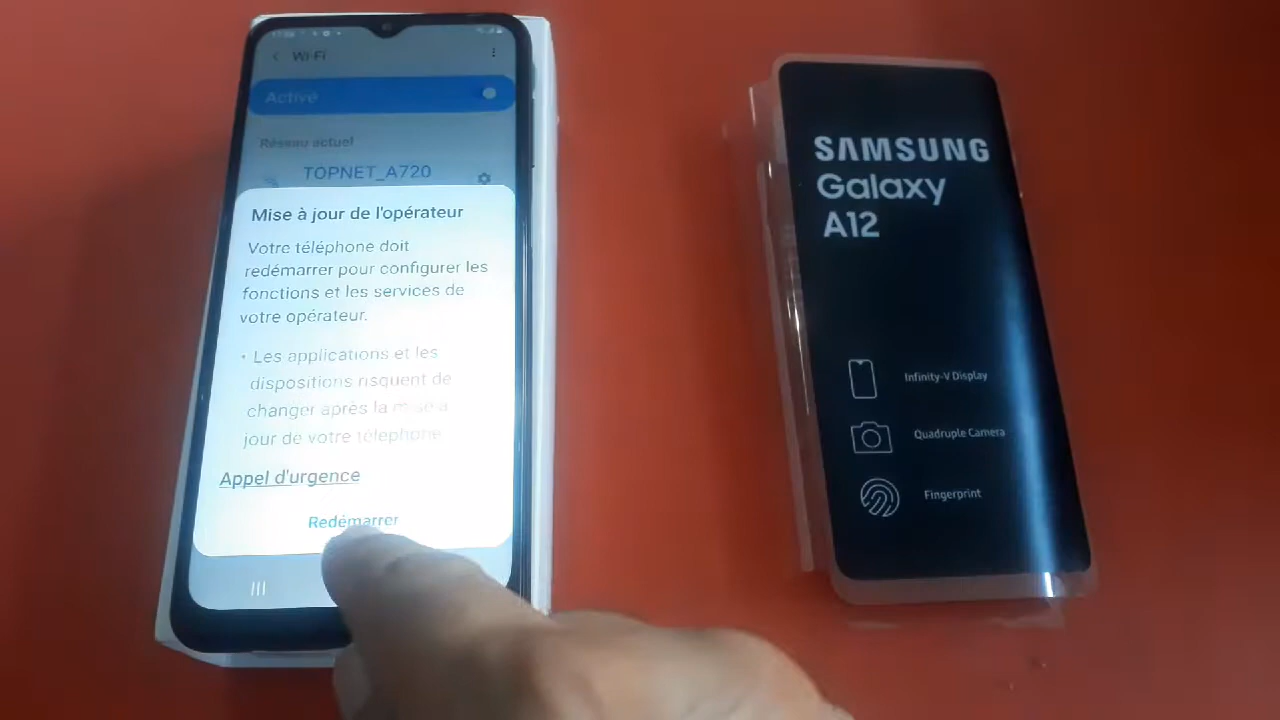 Wi-Fi
Activé
Réseau actuel
TOPNET_A720
Mise à jour de l'opérateur
Votre téléphone doit
redémarrer pour configurer les
fonctions et les services de
votre opérateur.
• Les applications et les
dispositions risquent de
changer après la mise à
jour de votre téléphone.
Appel d'urgence
Redémarrer
SAMSUNG
Galaxy
A12
Infinity-V Display
Quadruple Camera
Fingerprint